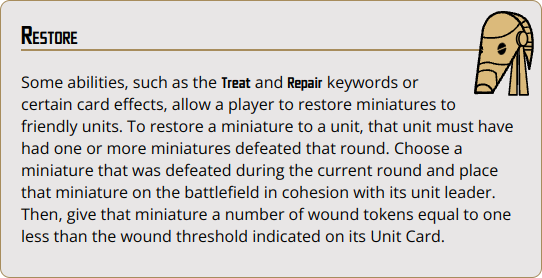 Restore
Some abilities, such as the Treat and Repair keywords or
certain card effects, allow a player to restore miniatures to
friendly units. To restore a miniature to a unit, that unit must have
had one or more miniatures defeated that round. Choose a
miniature that was defeated during the current round and place
that miniature on the battlefield in cohesion with its unit leader.
Then, give that miniature a number of wound tokens equal to one
less than the wound threshold indicated on its Unit Card.